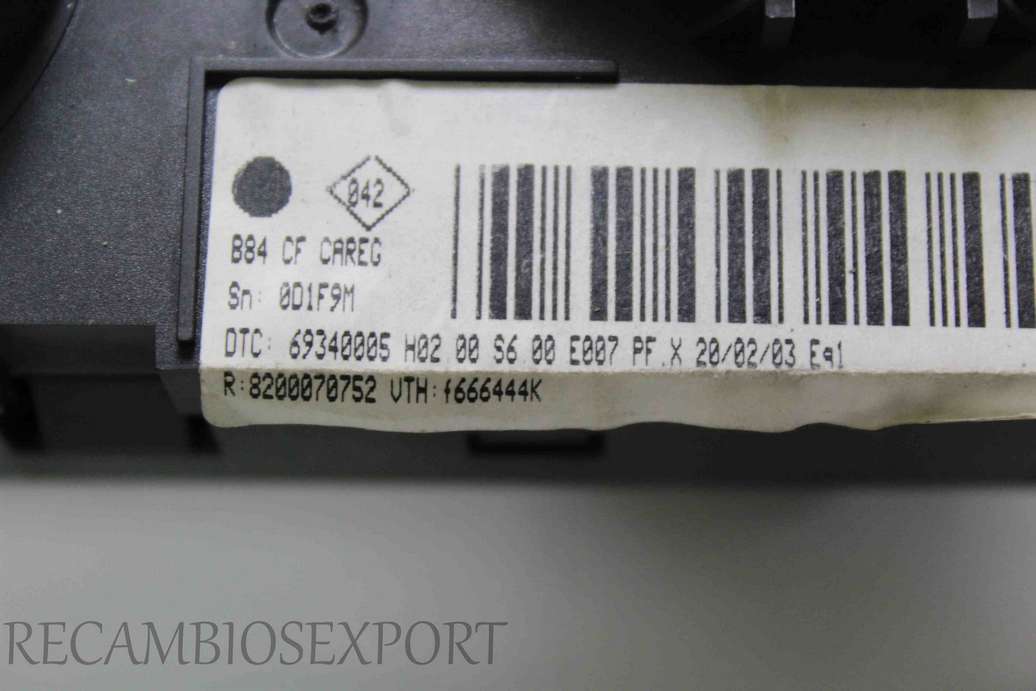 042
B84 CF CAREG
Sn: 0D1F9M
DTC: 69340005 H02 00 S6.00 E007 PF.X 20/02/03 Eq1
R:8200070752 VTH:f666444K
RECAMBIOSEXPORT